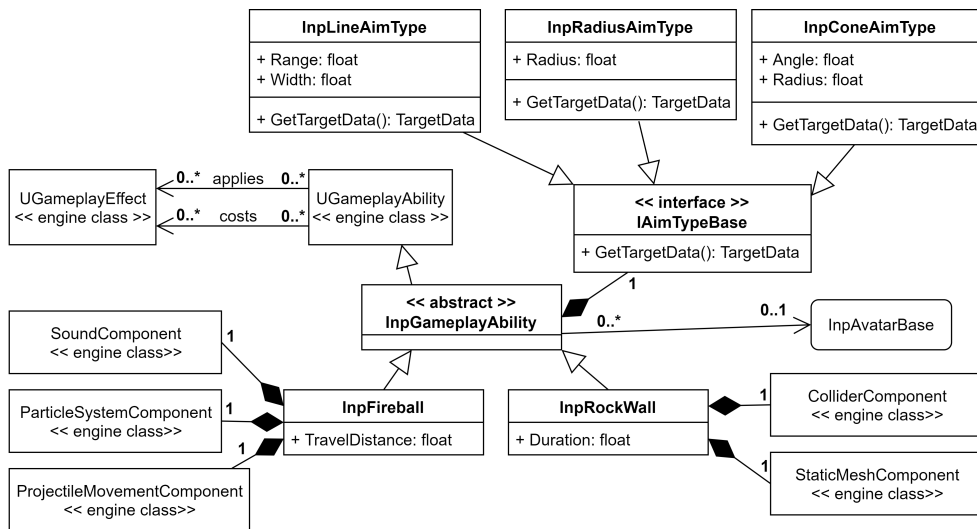 InpLineAimType
+ Range: float
+ Width: float
+ GetTargetData(): TargetData
InpRadiusAimType
+ Radius: float
+ GetTargetData(): TargetData
InpConeAimType
+ Angle: float
+ Radius: float
+ GetTargetData(): TargetData
UGameplayEffect
<< engine class >>
0..* applies 0..*
0..* costs 0..*
UGameplayAbility
<< engine class >>
<< interface >>
IAimTypeBase
+ GetTargetData(): TargetData
1
<< abstract >>
InpGameplayAbility
0..*
0..1
InpAvatarBase
SoundComponent
<< engine class>>
1
ParticleSystemComponent
<< engine class>>
1
ProjectileMovementComponent
<< engine class >>
1
InpFireball
+ TravelDistance: float
InpRockWall
+ Duration: float
1
ColliderComponent
<< engine class >>
1
StaticMeshComponent
<< engine class >>